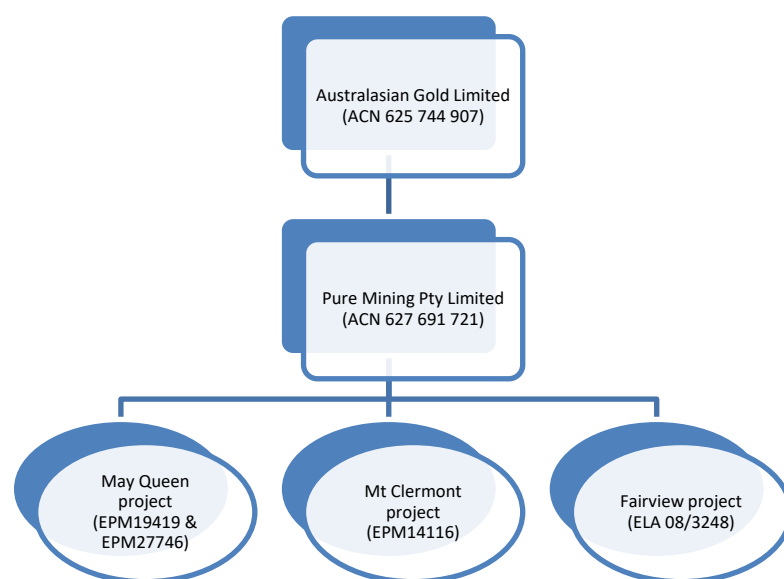 Australasian Gold Limited
(ACN 625 744 907)
Pure Mining Pty Limited
(ACN 627 691 721)
May Queen
project
(EPM19419 &
EPM27746)
Mt Clermont
project
(EPM14116)
Fairview project
(ELA 08/3248)